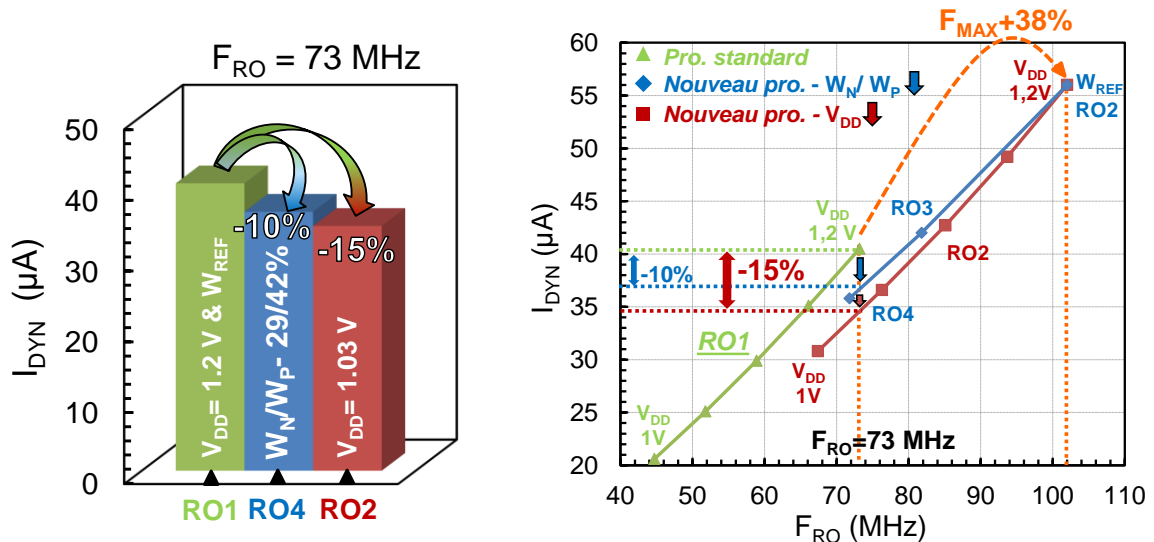 F_RO = 73 MHz
I_DYN (µA)
50
40
30
20
10
0
-10%
-15%
V_DD= 1.2 V & W_REF
W_N/W_P- 29/42%
V_DD= 1.03 V
RO1
RO4
RO2
F_MAX+38%
I_DYN (µA)
60
55
50
45
40
35
30
25
20
Pro. standard
Nouveau pro. - W_N/ W_P
Nouveau pro. - V_DD
V_DD
1,2V
W_REF
RO2
RO3
V_DD
1,2 V
RO2
-10%
-15%
RO4
RO1
V_DD
1V
V_DD
1V
F_RO=73 MHz
40
50
60
70
80
90
100
110
F_RO (MHz)